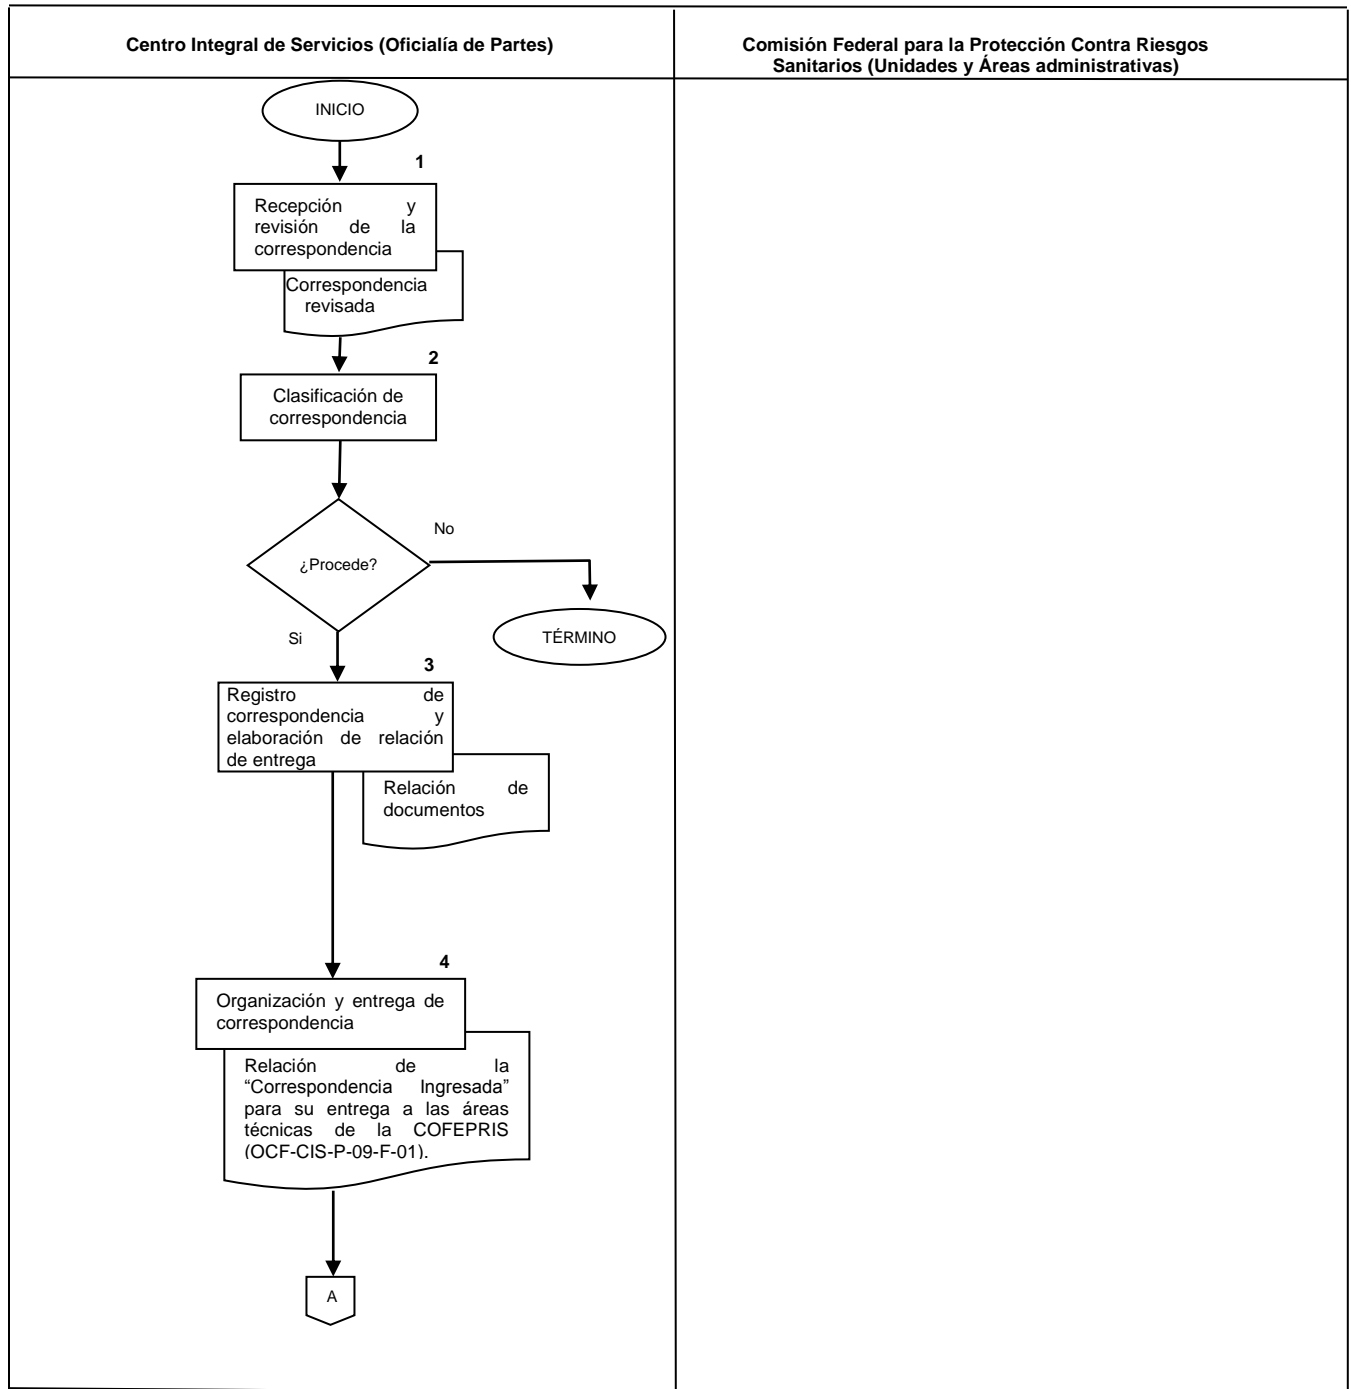 Centro Integral de Servicios (Oficialía de Partes)
Comisión Federal para la Protección Contra Riesgos
Sanitarios (Unidades y Áreas administrativas)
INICIO
1
Recepción y
revisión de la
correspondencia
Correspondencia
revisada
2
Clasificación de
correspondencia
¿Procede?
No
TÉRMINO
Si
3
Registro de
correspondencia y
elaboración de relación
de entrega
Relación de
documentos
4
Organización y entrega de
correspondencia
Relación de la
“Correspondencia Ingresada”
para su entrega a las áreas
técnicas de la COFEPRIS
(OCF-CIS-P-09-F-01).
A